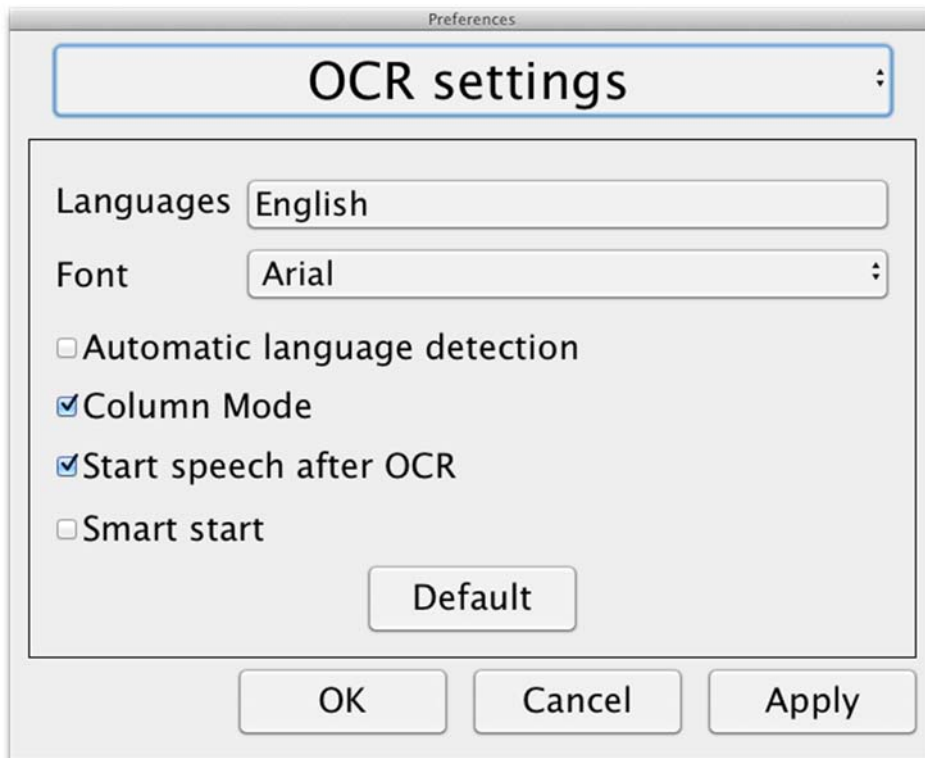 Preferences
OCR settings
Languages English
Font Arial
Automatic language detection
Column Mode
Start speech after OCR
Smart start
Default
OK Cancel Apply